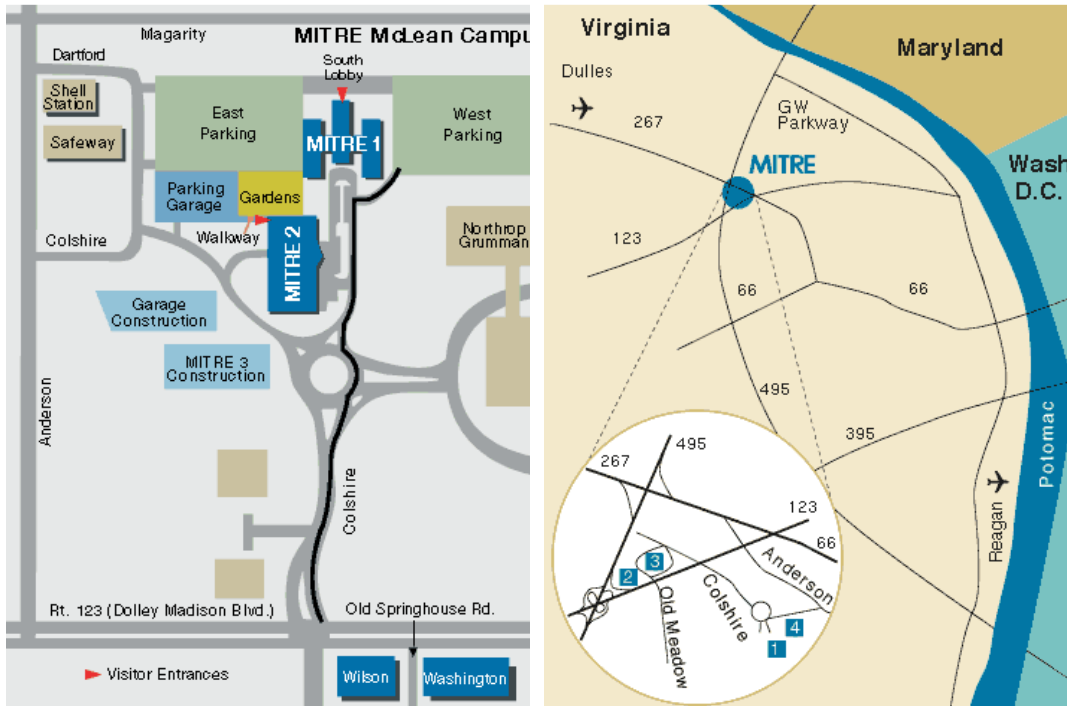 Magarity
MITRE McLean Campu
Dartford
South
Lobby
Shell
Station
East
Parking
West
Parking
Safeway
MITRE 1
Parking
Garage
Gardens
Northrop
Grumman
Colshire
Walkway
MITRE 2
Garage
Construction
MITRE 3
Construction
Anderson
Colshire
Rt. 123 (Dolley Madison Blvd.)
Old Springhouse Rd.
Visitor Entrances
Wilson
Washington
Virginia
Maryland
Dulles
GW
Parkway
267
MITRE
Wash
D.C.
123
66
66
495
395
Potomac
Reagan
495
267
123
66
Anderson
3
2
Colshire
Old Meadow
4
1